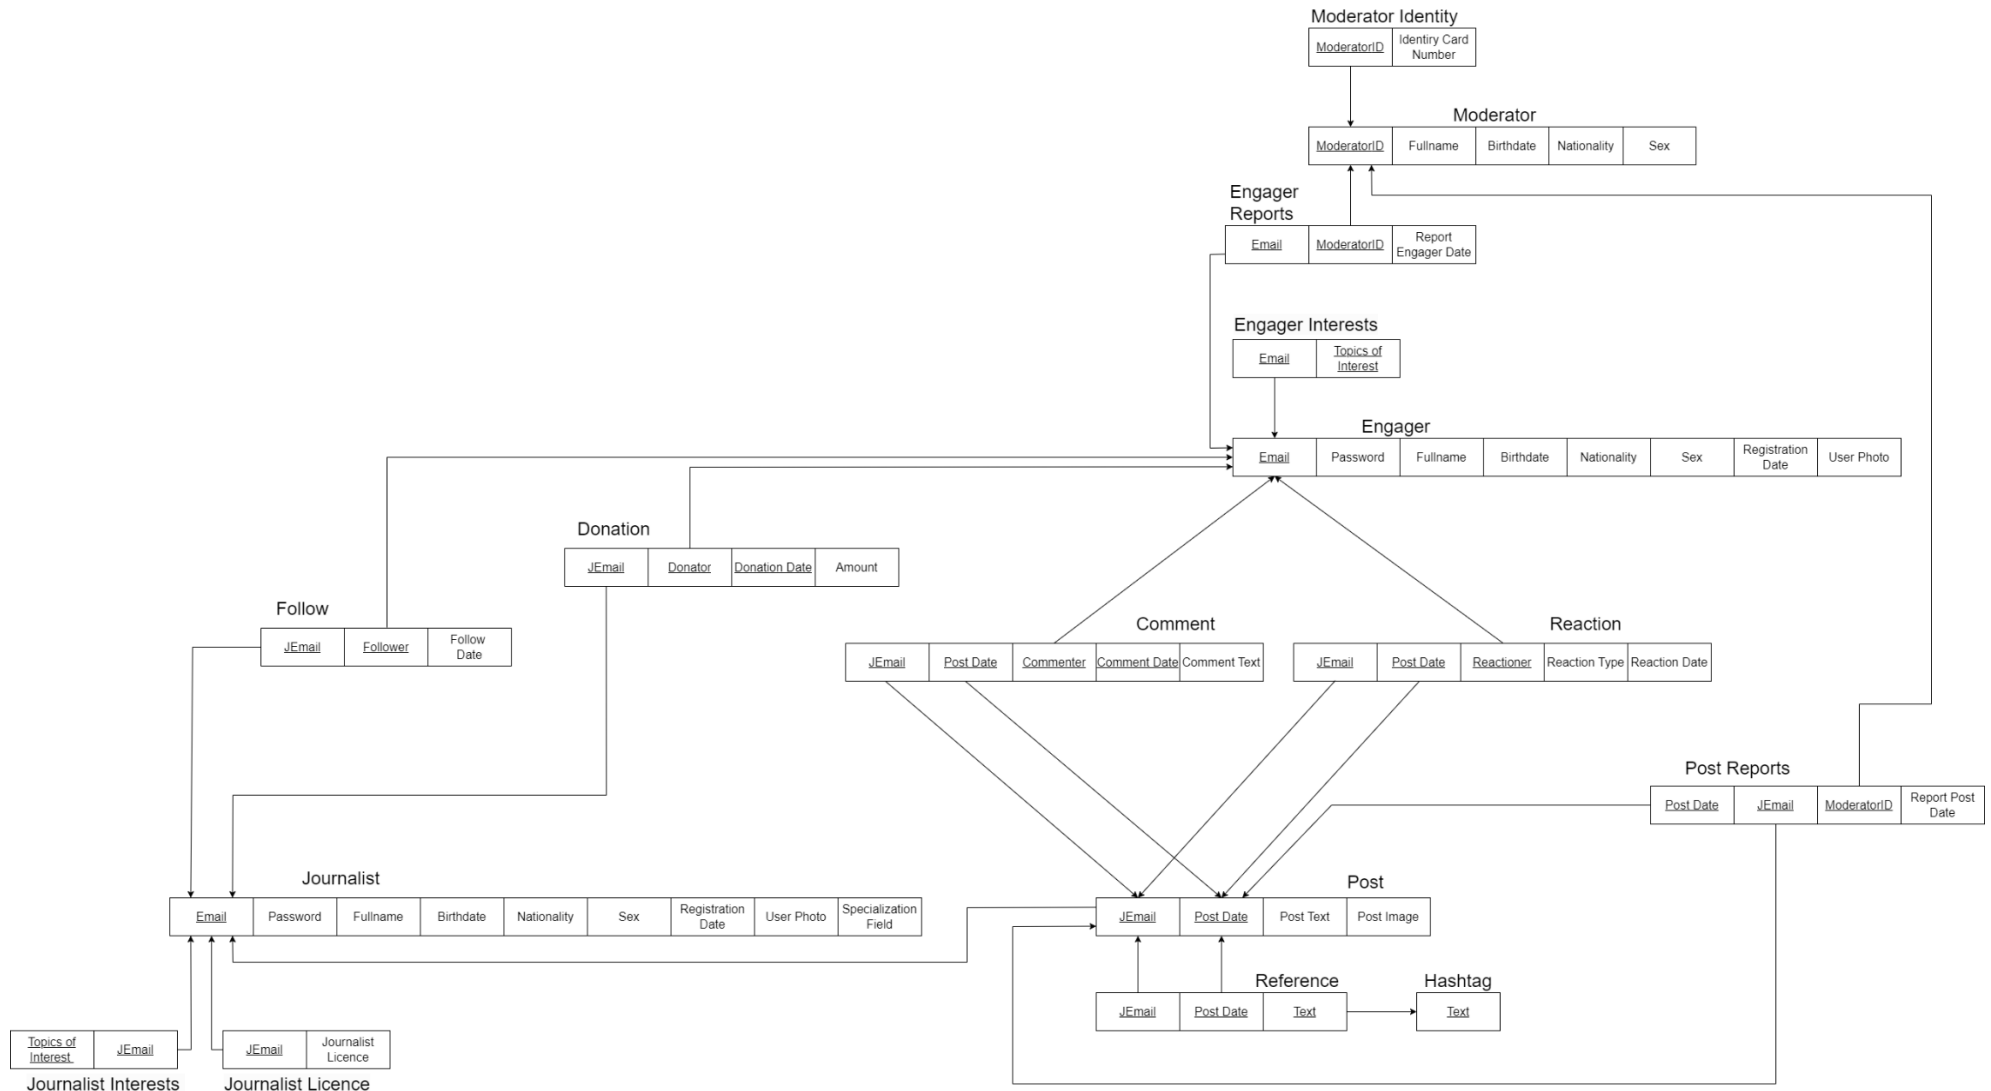 Moderator Identity
ModeratorID
Identiry Card
Number
Moderator
ModeratorID
Fullname
Birthdate
Nationality
Sex
Engager
Reports
Email
ModeratorID
Report
Engager Date
Engager Interests
Email
Topics of
Interest
Engager
Email
Password
Fullname
Birthdate
Nationality
Sex
Registration
Date
User Photo
Donation
JEmail
Donator
Donation Date
Amount
Follow
JEmail
Follower
Follow
Date
Comment
JEmail
Post Date
Commenter
Comment Date
Comment Text
Reaction
JEmail
Post Date
Reactioner
Reaction Type
Reaction Date
Post Reports
Post Date
JEmail
ModeratorID
Report Post
Date
Journalist
Email
Password
Fullname
Birthdate
Nationality
Sex
Registration
Date
User Photo
Specialization
Field
Post
JEmail
Post Date
Post Text
Post Image
Reference
JEmail
Post Date
Text
Hashtag
Text
Topics of
Interest
JEmail
Journalist Interests
JEmail
Journalist
Licence
Journalist Licence